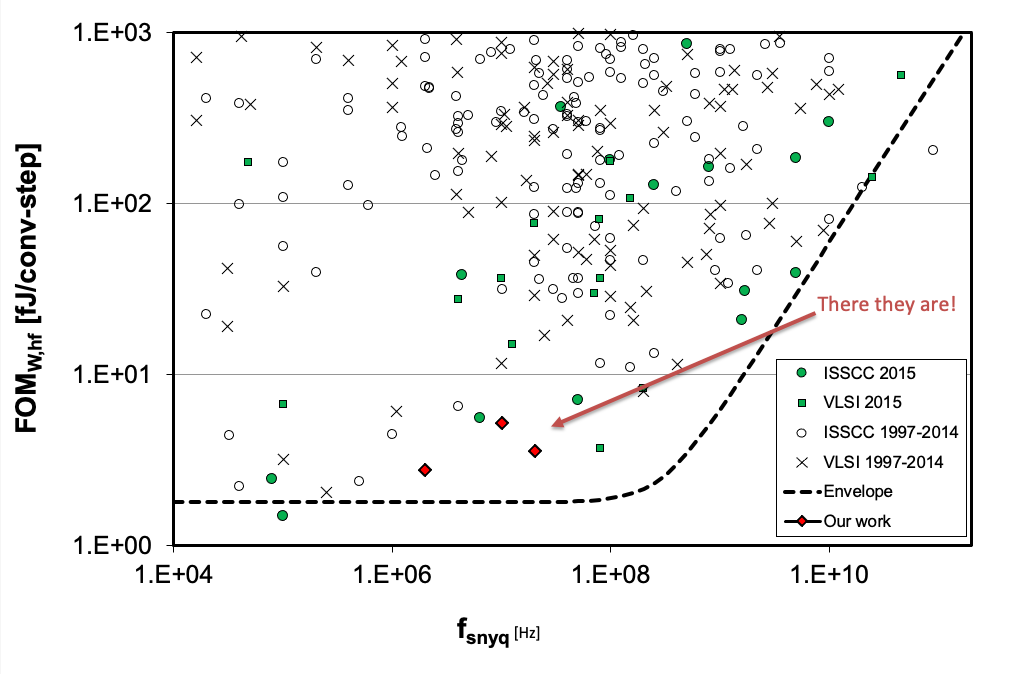 1.E+03
1.E+02
1.E+01
1.E+00
FOMW,hf [fJ/conv-step]
There they are!
ISSCC 2015
VLSI 2015
ISSCC 1997-2014
VLSI 1997-2014
Envelope
Our work
1.E+04 1.E+06 1.E+08 1.E+10
fsnyq [Hz]